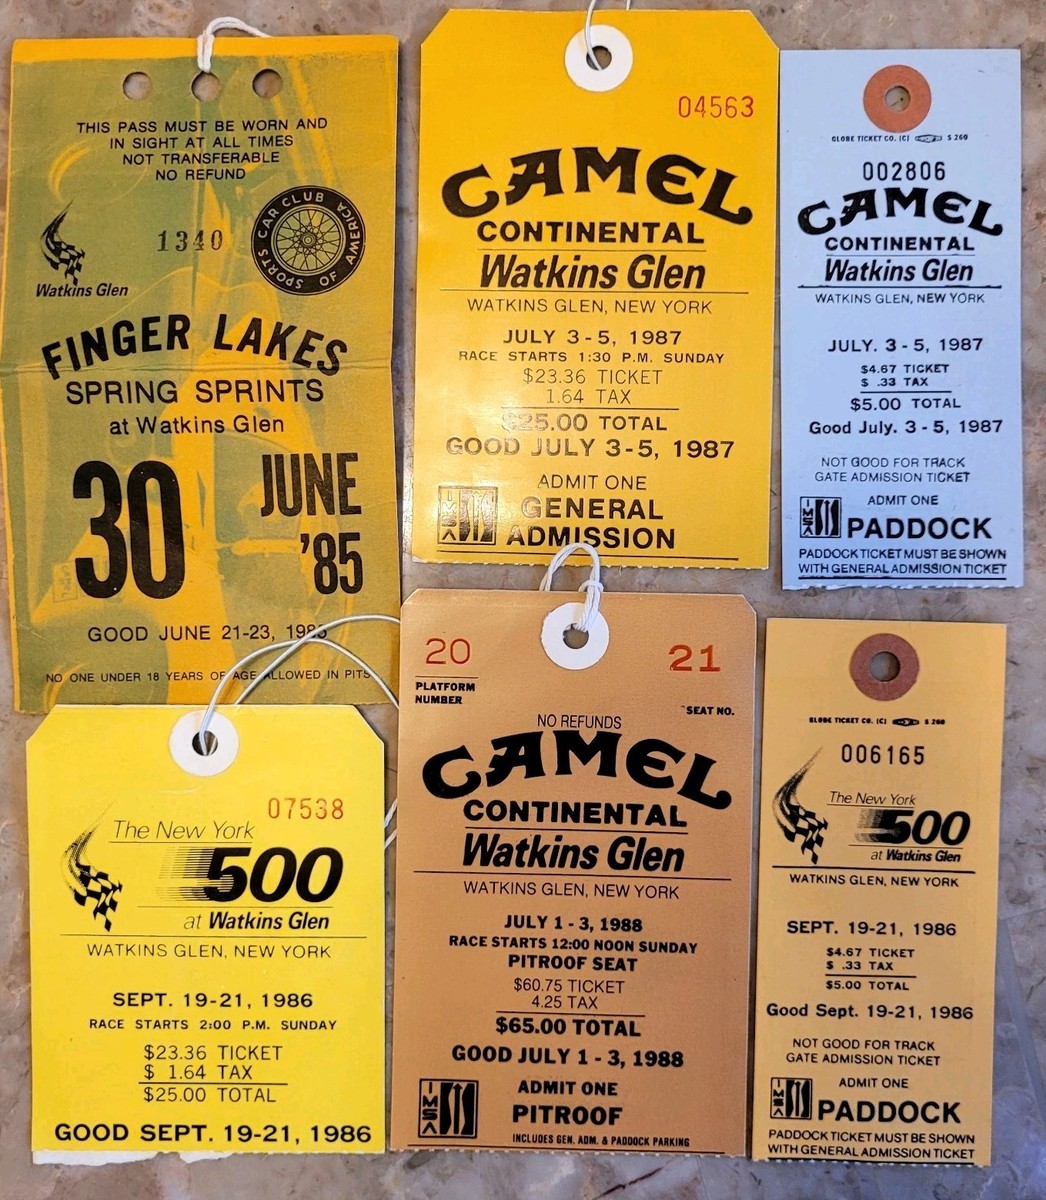 THIS PASS MUST BE WORN AND
IN SIGHT AT ALL TIMES
NOT TRANSFERABLE
NO REFUND
1340
Watkins Glen
SPORTS CAR CLUB OF AMERICA
FINGER LAKES
SPRING SPRINTS
at Watkins Glen
30 JUNE '85
GOOD JUNE 21-23, 1985
NO ONE UNDER 18 YEARS OF AGE ALLOWED IN PITS
04563
CAMEL
CONTINENTAL
Watkins Glen
WATKINS GLEN, NEW YORK
JULY 3 - 5, 1987
RACE STARTS 1:30 P.M. SUNDAY
$23.36 TICKET
1.64 TAX
$25.00 TOTAL
GOOD JULY 3-5, 1987
ADMIT ONE
IMSA
GENERAL
ADMISSION
GLOBE TICKET CO. (C) S 260
002806
CAMEL
CONTINENTAL
Watkins Glen
WATKINS GLEN, NEW YORK
JULY. 3 - 5, 1987
$4.67 TICKET
$ .33 TAX
$5.00 TOTAL
Good July. 3 - 5, 1987
NOT GOOD FOR TRACK
GATE ADMISSION TICKET
ADMIT ONE
IMSA
PADDOCK
PADDOCK TICKET MUST BE SHOWN
WITH GENERAL ADMISSION TICKET
07538
The New York
500
at Watkins Glen
WATKINS GLEN, NEW YORK
SEPT. 19-21, 1986
RACE STARTS 2:00 P.M. SUNDAY
$23.36 TICKET
$ 1.64 TAX
$25.00 TOTAL
GOOD SEPT. 19-21, 1986
20 21
PLATFORM
NUMBER
SEAT NO.
NO REFUNDS
CAMEL
CONTINENTAL
Watkins Glen
WATKINS GLEN, NEW YORK
JULY 1 - 3, 1988
RACE STARTS 12:00 NOON SUNDAY
PITROOF SEAT
$60.75 TICKET
4.25 TAX
$65.00 TOTAL
GOOD JULY 1 - 3, 1988
IMSA
ADMIT ONE
PITROOF
INCLUDES GEN. ADM. & PADDOCK PARKING
GLOBE TICKET CO. (C) S 260
006165
The New York
500
at Watkins Glen
WATKINS GLEN, NEW YORK
SEPT. 19-21, 1986
$4.67 TICKET
$ .33 TAX
$5.00 TOTAL
Good Sept. 19-21, 1986
NOT GOOD FOR TRACK
GATE ADMISSION TICKET
ADMIT ONE
IMSA
PADDOCK
PADDOCK TICKET MUST BE SHOWN
WITH GENERAL ADMISSION TICKET